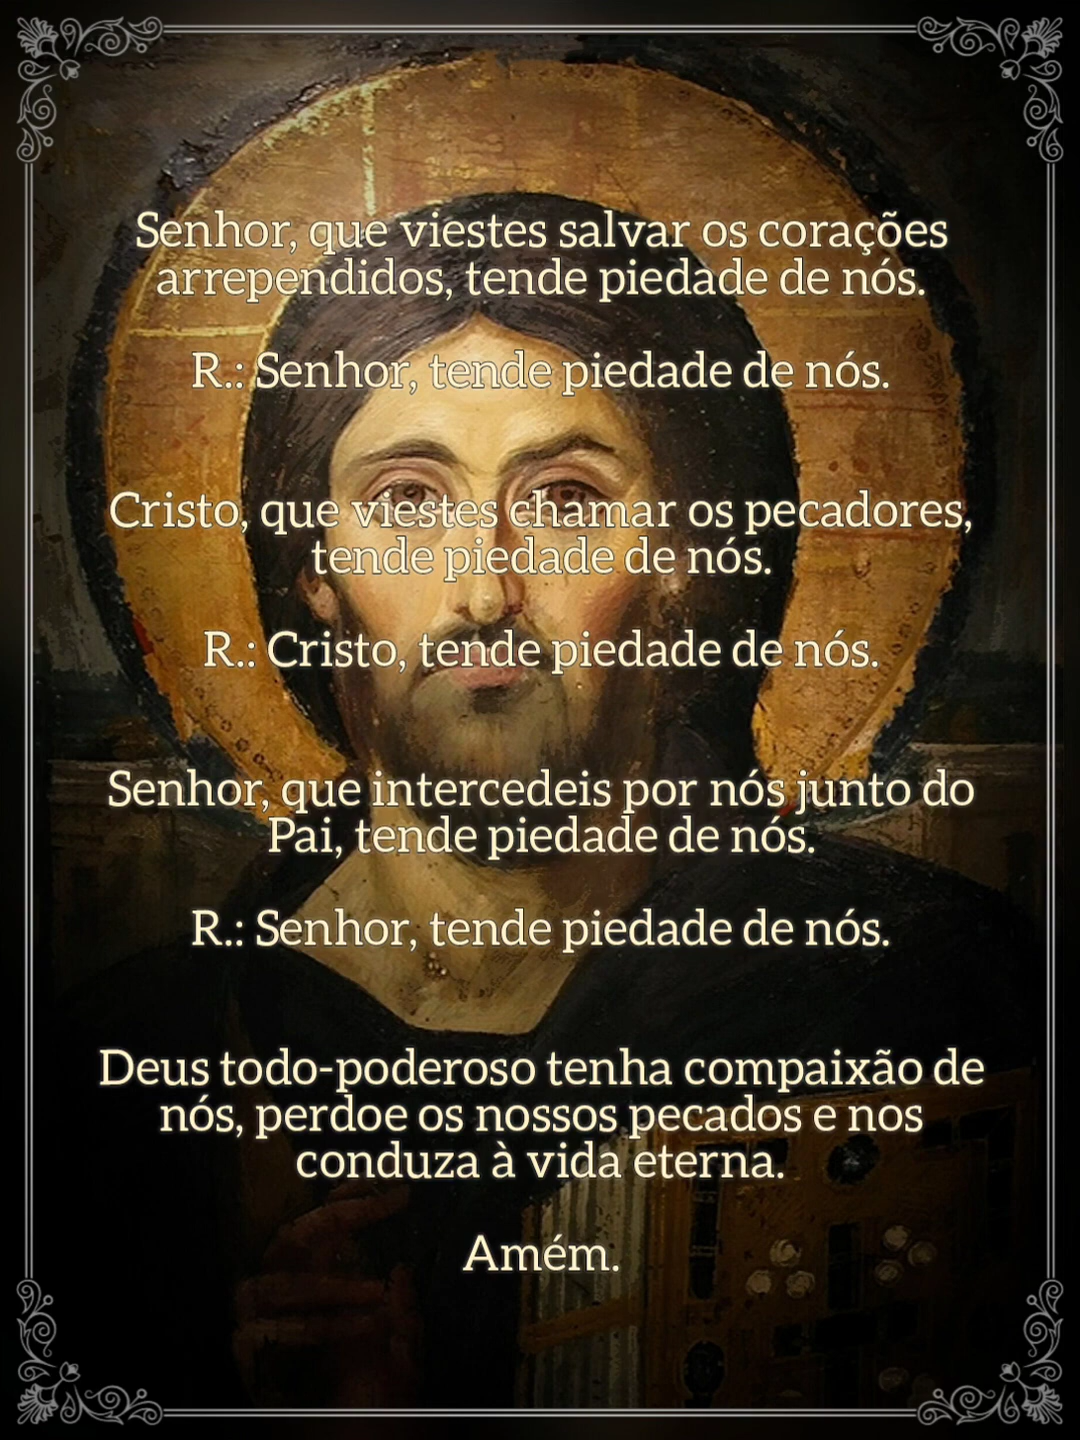 Senhor, que viestes salvar os corações
arrependidos, tende piedade de nós.
R.: Senhor, tende piedade de nós.
Cristo, que viestes chamar os pecadores,
tende piedade de nós.
R.: Cristo, tende piedade de nós.
Senhor, que intercedeis por nós junto do
Pai, tende piedade de nós.
R.: Senhor, tende piedade de nós.
Deus todo-poderoso tenha compaixão de
nós, perdoe os nossos pecados e nos
conduza à vida eterna.
Amém.